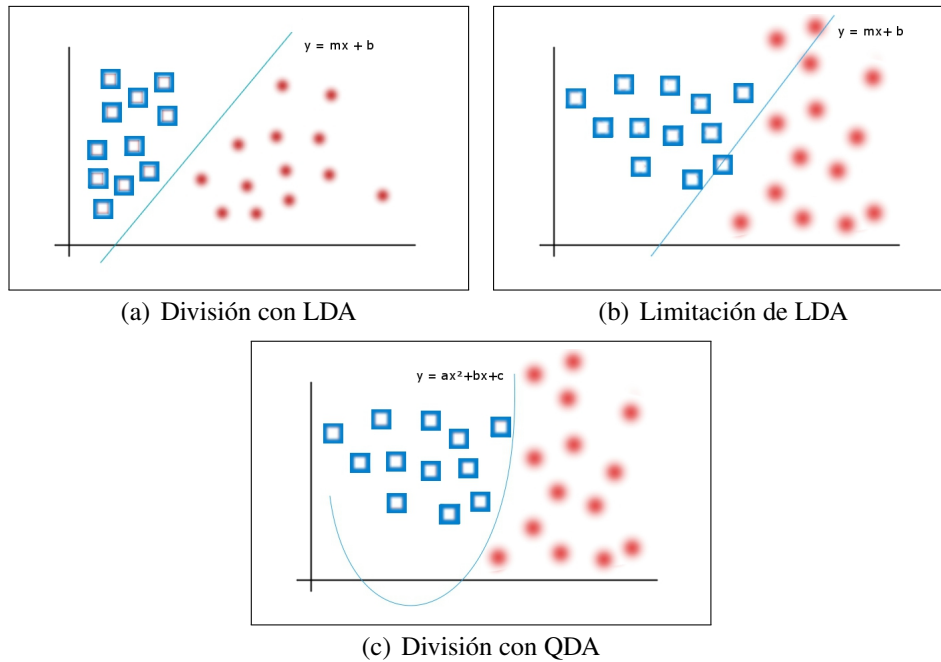 y = mx + b
y = mx + b
(a) División con LDA
(b) Limitación de LDA
y = ax²+bx+c
(c) División con QDA